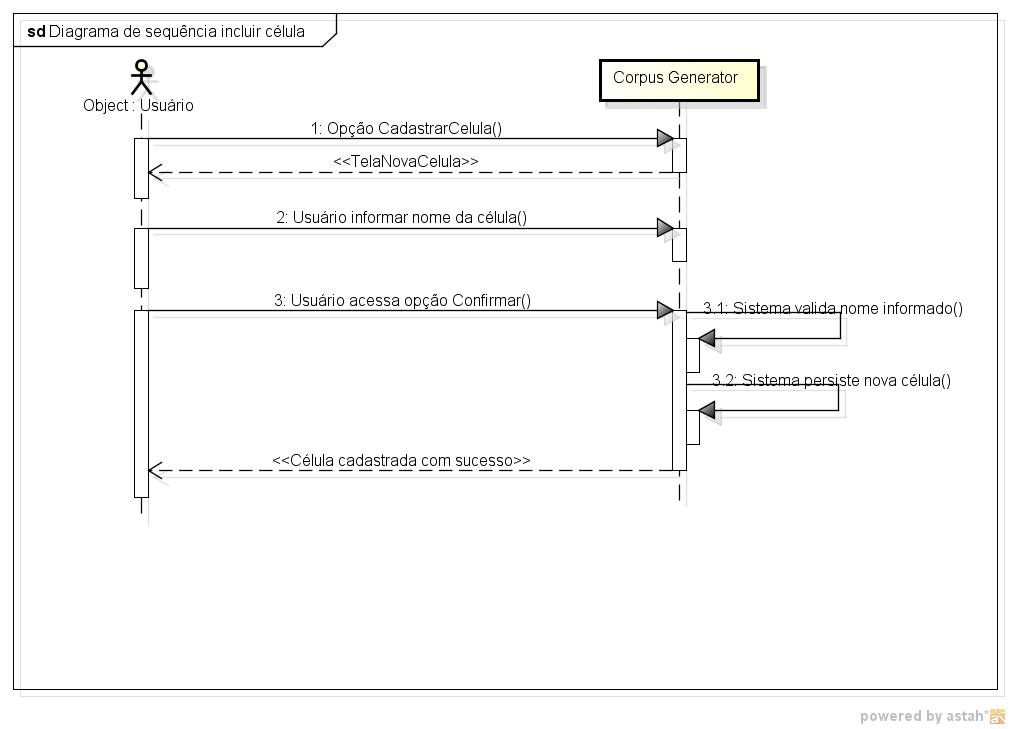 sd Diagrama de sequência incluir célula
Object : Usuário
Corpus Generator
1: Opção CadastrarCelula()
<<TelaNovaCelula>>
2: Usuário informar nome da célula()
3: Usuário acessa opção Confirmar()
3.1: Sistema valida nome informado()
3.2: Sistema persiste nova célula()
<<Célula cadastrada com sucesso>>
powered by astah*